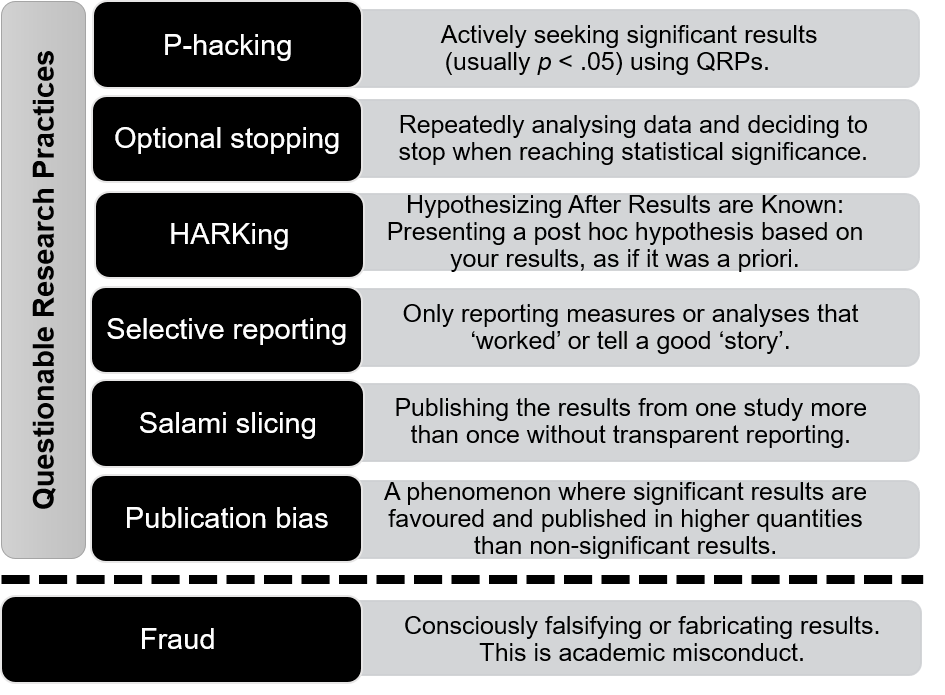 Questionable Research Practices
P-hacking
Actively seeking significant results
(usually p < .05) using QRPs.
Optional stopping
Repeatedly analysing data and deciding to
stop when reaching statistical significance.
HARKing
Hypothesizing After Results are Known:
Presenting a post hoc hypothesis based on
your results, as if it was a priori.
Selective reporting
Only reporting measures or analyses that
‘worked’ or tell a good ‘story’.
Salami slicing
Publishing the results from one study more
than once without transparent reporting.
Publication bias
A phenomenon where significant results are
favoured and published in higher quantities
than non-significant results.
Fraud
Consciously falsifying or fabricating results.
This is academic misconduct.